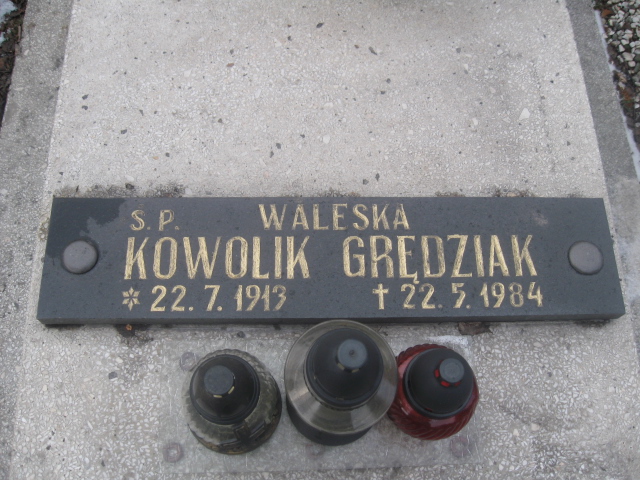 Ś.P. WALESKA
KOWOLIK GRĘDZIAK
* 22.7.1913 † 22.5.1984